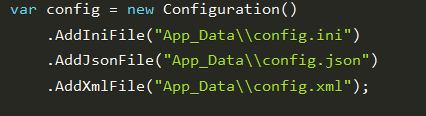 var config = new Configuration()
.AddIniFile("App_Data\\config.ini")
.AddJsonFile("App_Data\\config.json")
.AddXmlFile("App_Data\\config.xml");